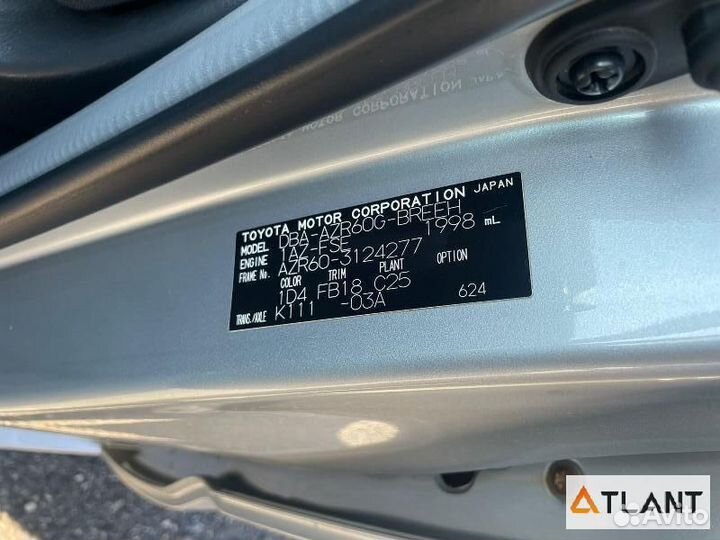 TOYOTA MOTOR CORPORATION JAPAN
MODEL DBA-AZR60G-BREEH
ENGINE 1AZ-FSE 1998 mL
FRAME No. AZR60-3124277
COLOR TRIM PLANT OPTION
1D4 FB18 C25
TRANS./AXLE K111 -03A 624
ATLANT
Avito